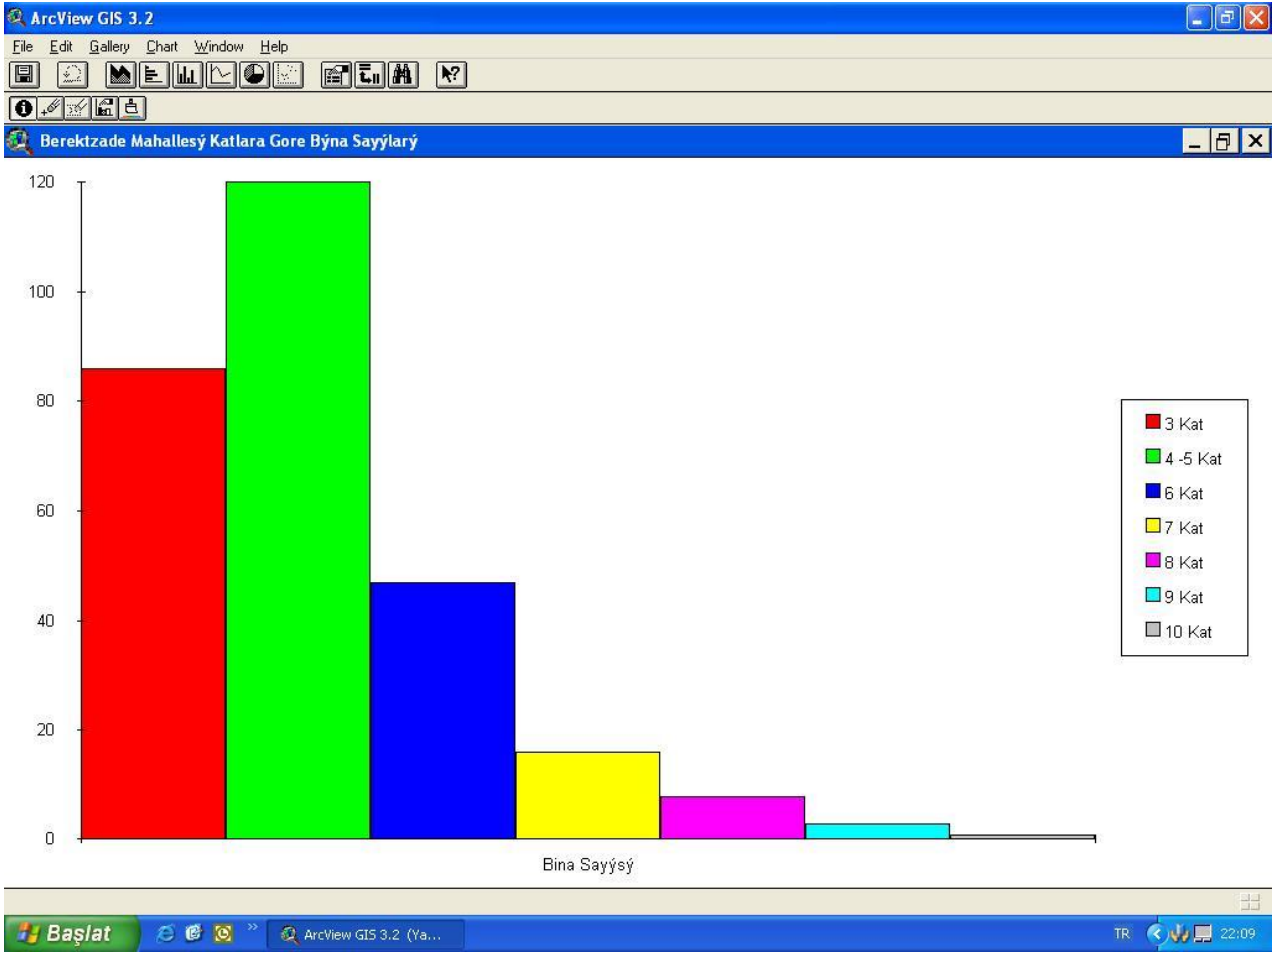 ArcView GIS 3.2
File Edit Gallery Chart Window Help
Berektzade Mahallesý Katlara Gore Býna Sayýlarý
120
100
80
60
40
20
0
3 Kat
4 -5 Kat
6 Kat
7 Kat
8 Kat
9 Kat
10 Kat
Bina Sayýsý
Başlat » ArcView GIS 3.2 (Ya... TR 22:09